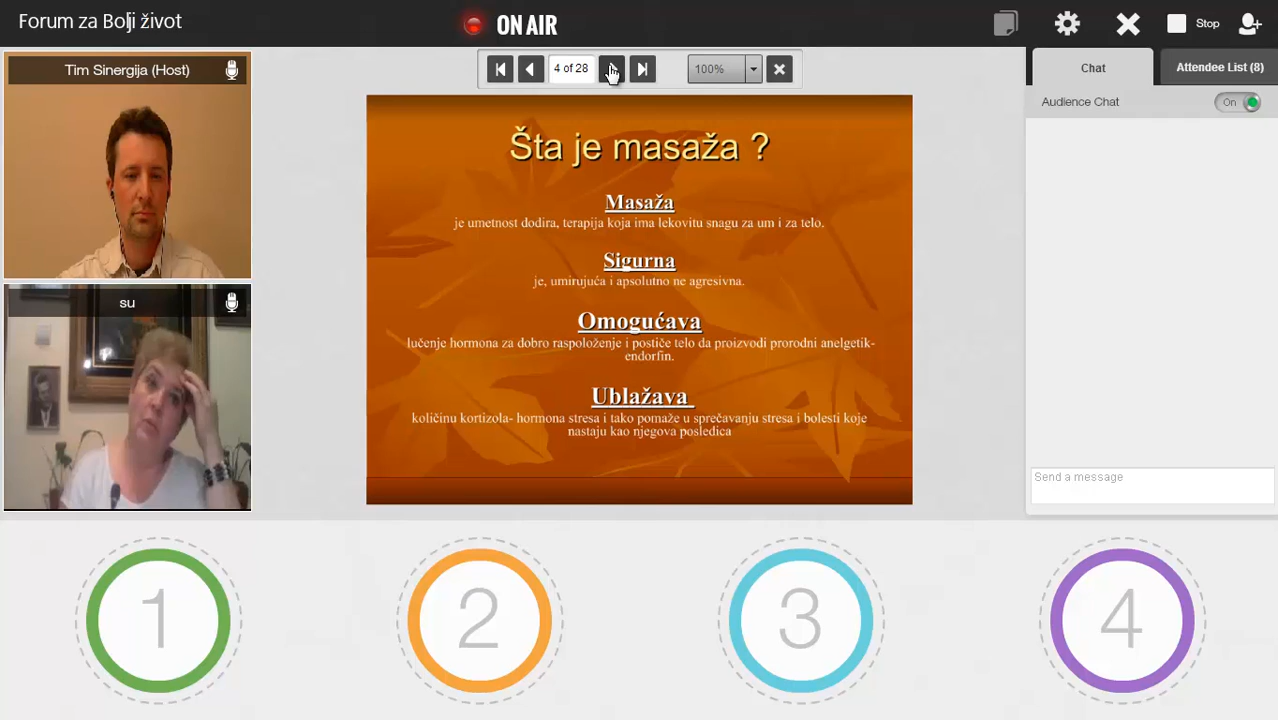 Forum za Bolji život
ON AIR
Stop
Tim Sinergija (Host)
su
4 of 28
100%
Šta je masaža ?
Masaža
je umetnost dodira, terapija koja ima lekovitu snagu za um i za telo.
Sigurna
je, umirujuća i apsolutno ne agresivna.
Omogućava
lučenje hormona za dobro raspoloženje i postiče telo da proizvodi prorodni anelgetik-
endorfin.
Ublažava
količinu kortizola- hormona stresa i tako pomaže u sprečavanju stresa i bolesti koje
nastaju kao njegova posledica
Chat
Attendee List (8)
Audience Chat
On
Send a message
1
2
3
4